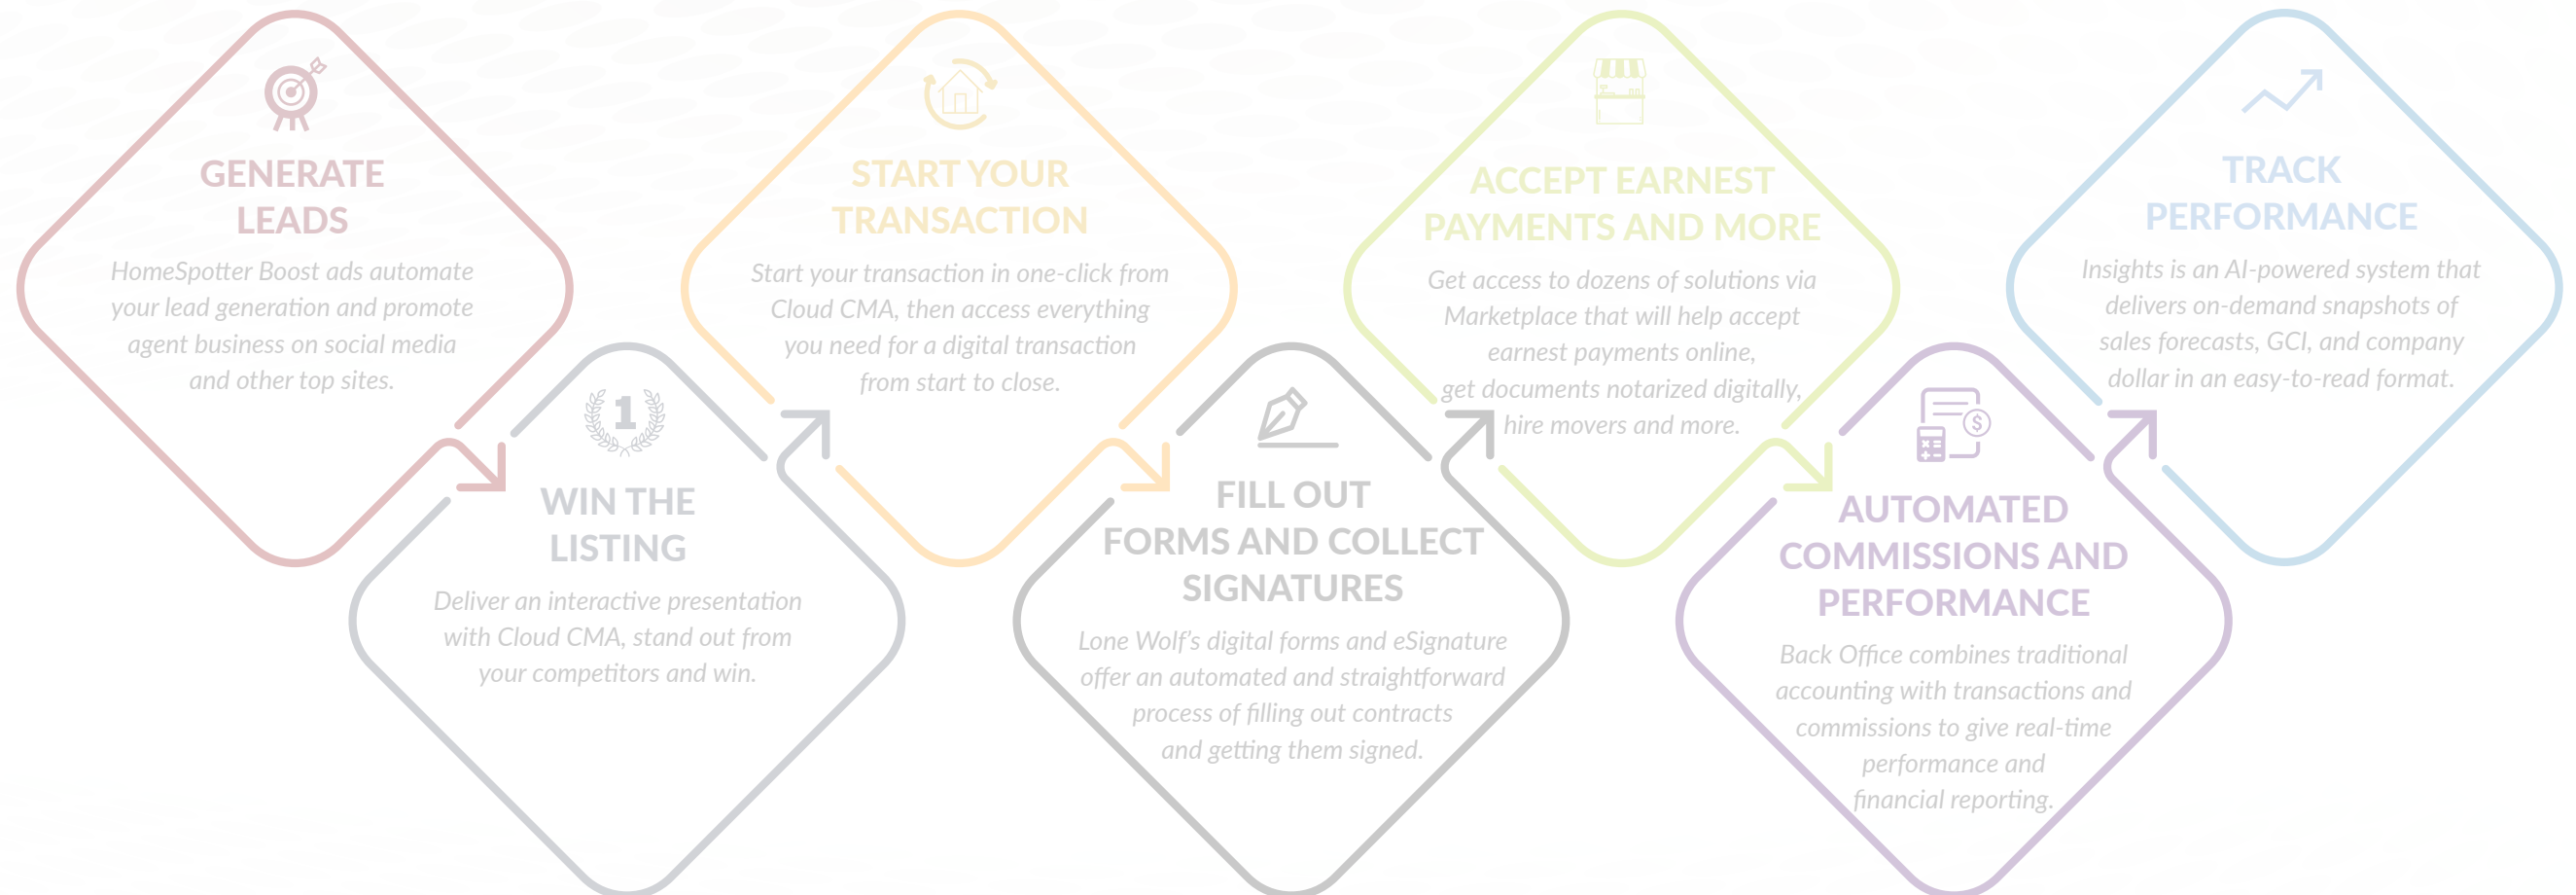 GENERATE
LEADS
HomeSpotter Boost ads automate
your lead generation and promote
agent business on social media
and other top sites.
1
WIN THE
LISTING
Deliver an interactive presentation
with Cloud CMA, stand out from
your competitors and win.
START YOUR
TRANSACTION
Start your transaction in one-click from
Cloud CMA, then access everything
you need for a digital transaction
from start to close.
FILL OUT
FORMS AND COLLECT
SIGNATURES
Lone Wolf’s digital forms and eSignature
offer an automated and straightforward
process of filling out contracts
and getting them signed.
ACCEPT EARNEST
PAYMENTS AND MORE
Get access to dozens of solutions via
Marketplace that will help accept
earnest payments online,
get documents notarized digitally,
hire movers and more.
$
AUTOMATED
COMMISSIONS AND
PERFORMANCE
Back Office combines traditional
accounting with transactions and
commissions to give real-time
performance and
financial reporting.
TRACK
PERFORMANCE
Insights is an AI-powered system that
delivers on-demand snapshots of
sales forecasts, GCI, and company
dollar in an easy-to-read format.